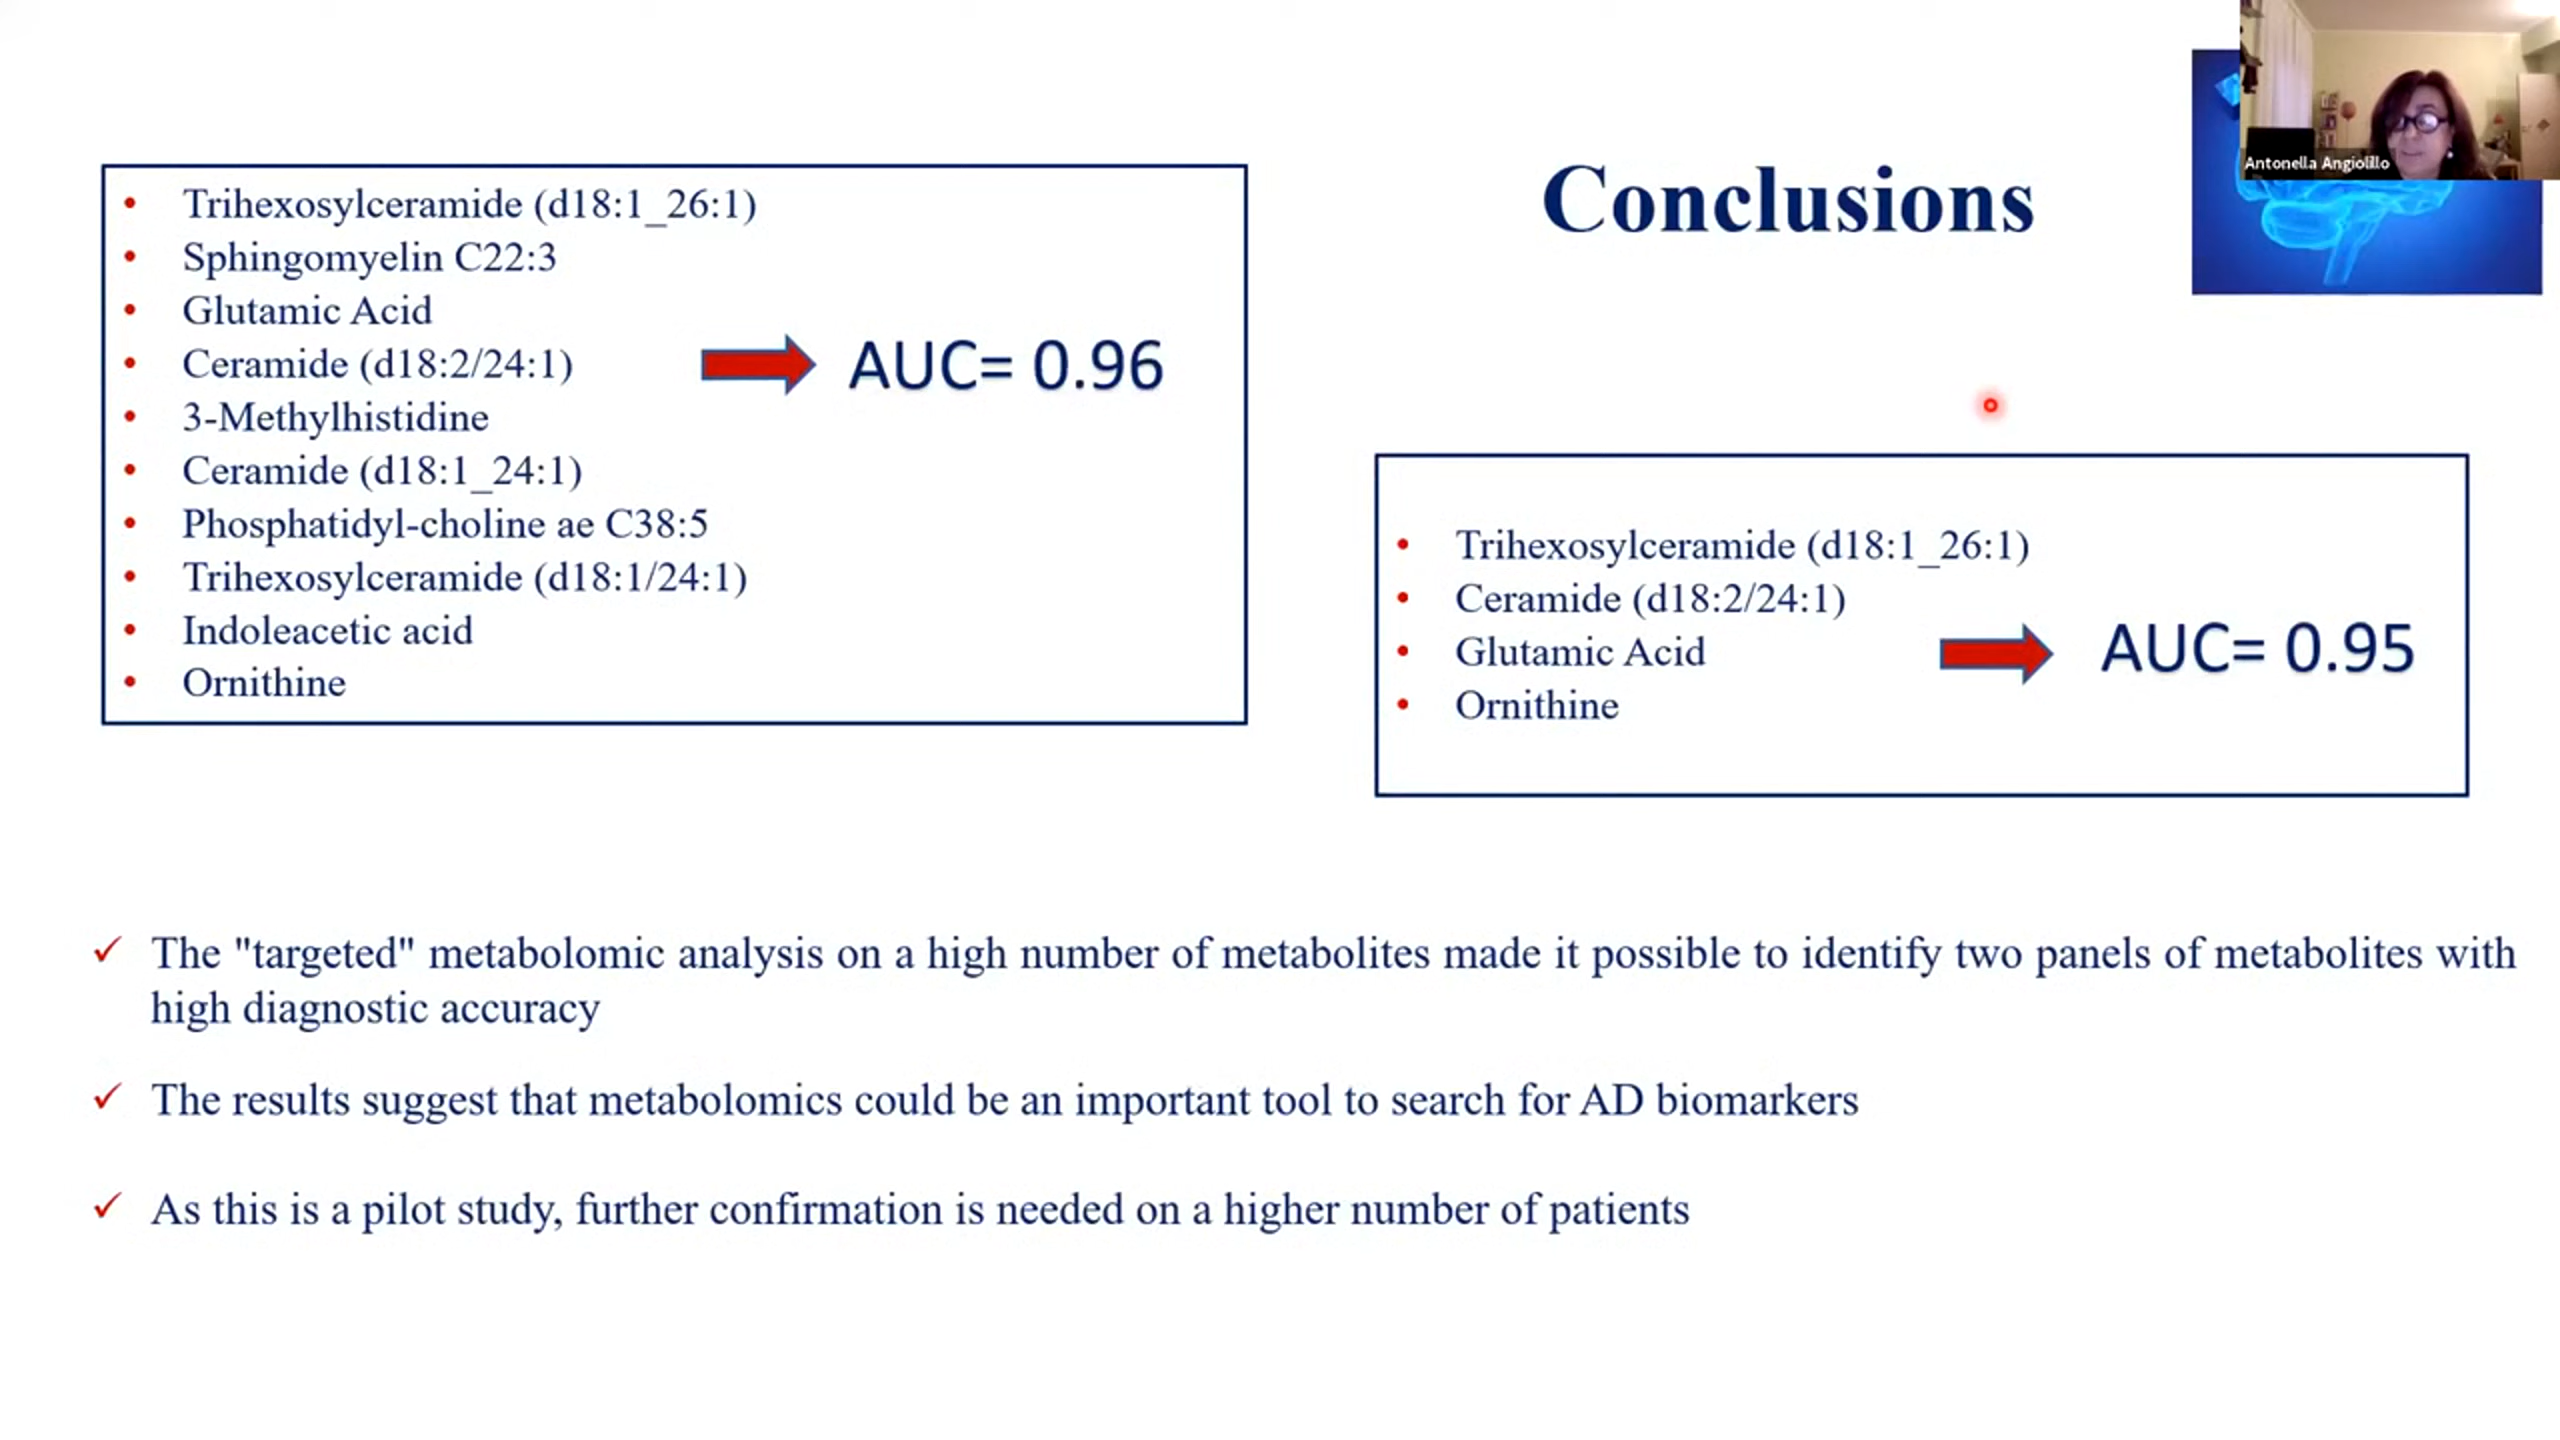 Antonella Angiolillo
Conclusions
• Trihexosylceramide (d18:1_26:1)
• Sphingomyelin C22:3
• Glutamic Acid
• Ceramide (d18:2/24:1)
• 3-Methylhistidine
• Ceramide (d18:1_24:1)
• Phosphatidyl-choline ae C38:5
• Trihexosylceramide (d18:1/24:1)
• Indoleacetic acid
• Ornithine
AUC= 0.96
• Trihexosylceramide (d18:1_26:1)
• Ceramide (d18:2/24:1)
• Glutamic Acid
• Ornithine
AUC= 0.95
✓ The "targeted" metabolomic analysis on a high number of metabolites made it possible to identify two panels of metabolites with
high diagnostic accuracy
✓ The results suggest that metabolomics could be an important tool to search for AD biomarkers
✓ As this is a pilot study, further confirmation is needed on a higher number of patients